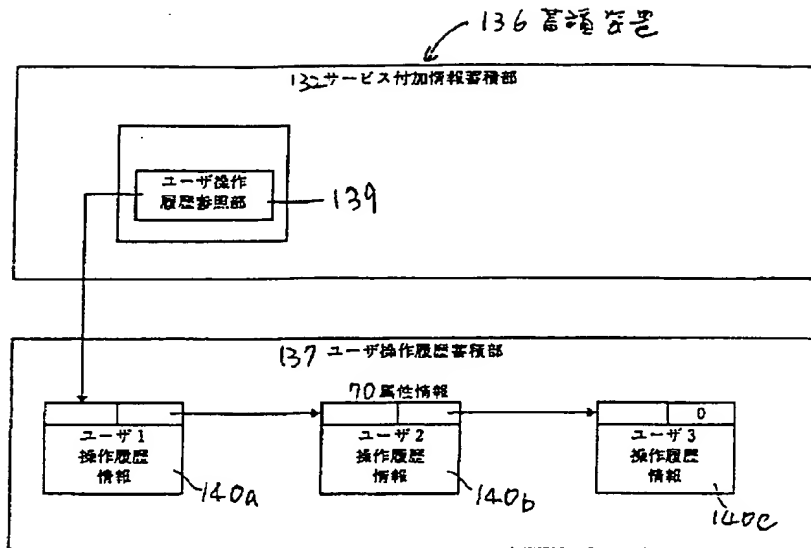 136 蓄積装置
132 サービス付加情報蓄積部
ユーザ操作
履歴参照部
139
137 ユーザ操作履歴蓄積部
70 属性情報
0
ユーザ1
操作履歴
情報
140a
ユーザ2
操作履歴
情報
140b
ユーザ3
操作履歴
情報
140c